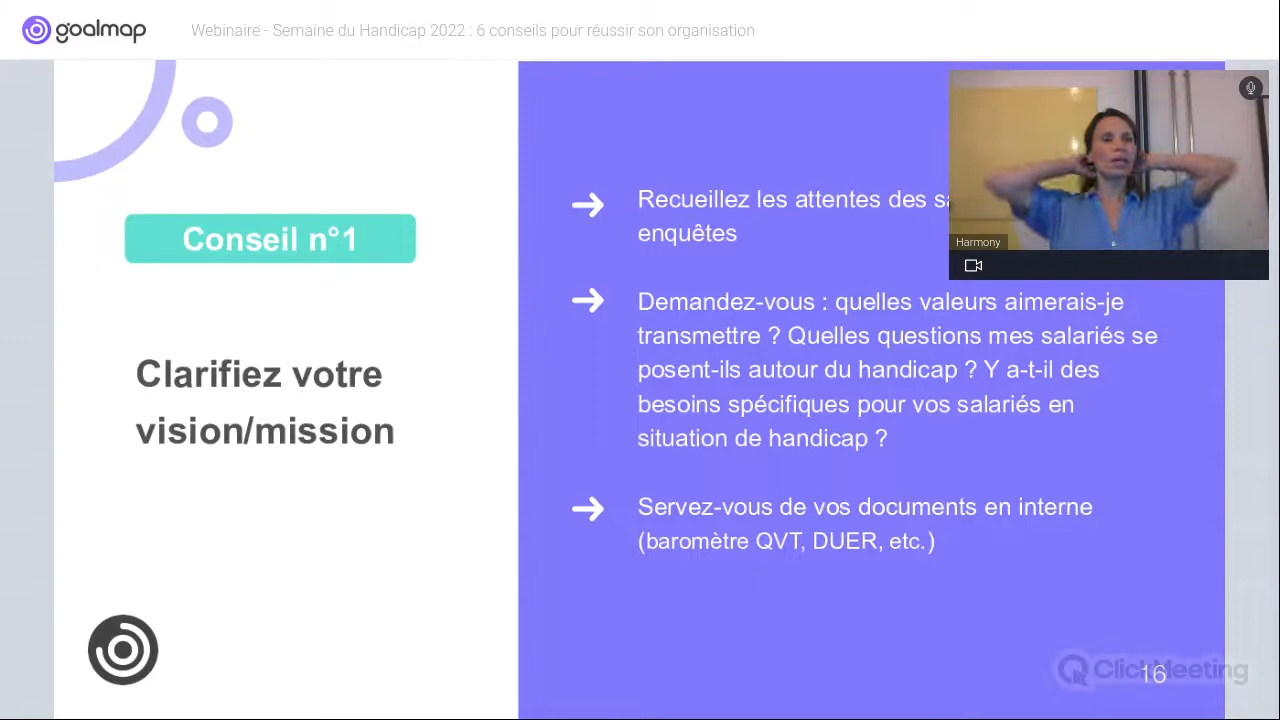 goalmap
Webinaire - Semaine du Handicap 2022 : 6 conseils pour réussir son organisation
Conseil n°1
Clarifiez votre
vision/mission
Recueillez les attentes des
enquêtes
Demandez-vous : quelles valeurs aimerais-je
transmettre ? Quelles questions mes salariés se
posent-ils autour du handicap ? Y a-t-il des
besoins spécifiques pour vos salariés en
situation de handicap ?
Servez-vous de vos documents en interne
(baromètre QVT, DUER, etc.)
Harmony
ClickMeeting
16